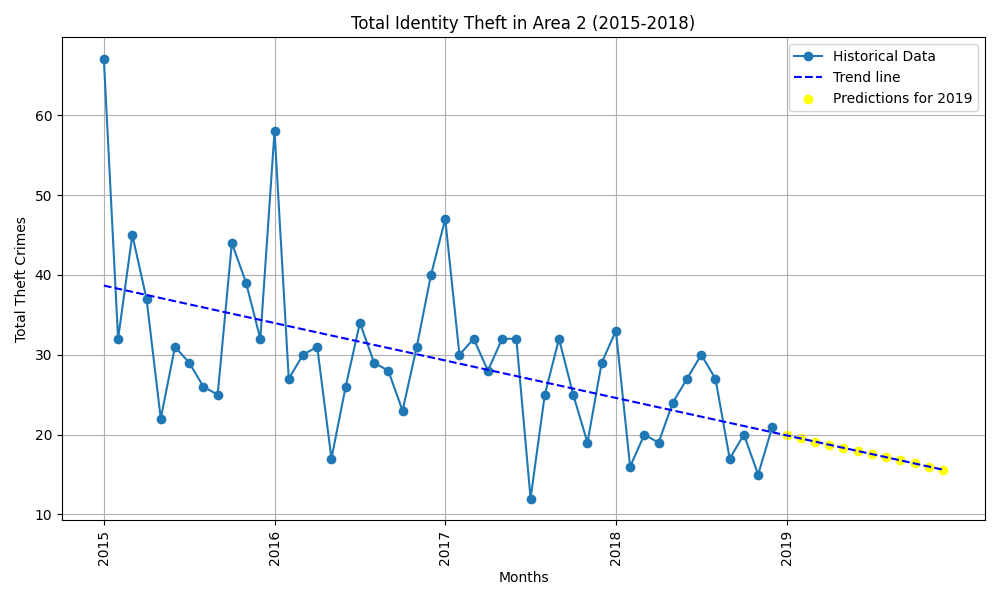 Total Identity Theft in Area 2 (2015-2018)
Historical Data
Trend line
Predictions for 2019
Total Theft Crimes
60
50
40
30
20
10
2015
2016
2017
2018
2019
Months